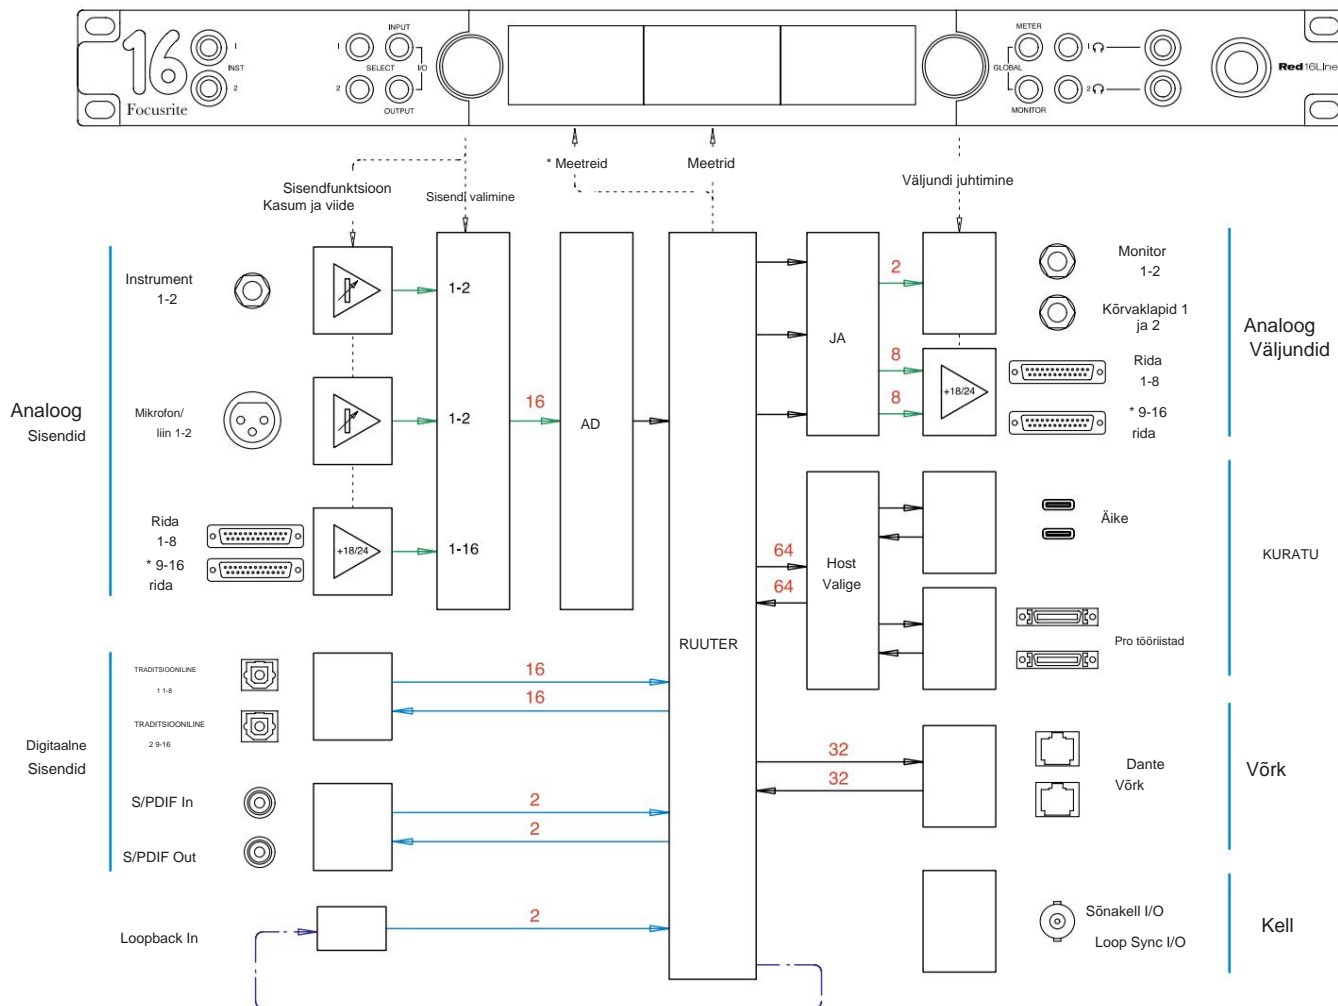 16
Focusrite
1
INST
2
1
INPUT
SELECT
I/O
2
OUTPUT
METER
1
GLOBAL
2
MONITOR
Red16Line
* Meetreid
Meetrid
Sisendfunktsioon
Kasum ja viide
Sisendi valimine
Väljundi juhtimine
Analoog
Sisendid
Instrument
1-2
Mikrofon/
liin 1-2
Rida
1-8
* 9-16
rida
+18/24
1-2
1-2
1-16
16
AD
RUUTER
JA
2
8
8
+18/24
Monitor
1-2
Kõrvaklapid 1
ja 2
Rida
1-8
* 9-16
rida
Analoog
Väljundid
64
64
Host
Valige
Äike
Pro tööriistad
KURATU
Digitaalne
Sisendid
TRADITSIOONILINE
1 1-8
TRADITSIOONILINE
2 9-16
16
16
S/PDIF In
S/PDIF Out
2
2
Loopback In
2
32
32
Dante
Võrk
Võrk
Sõnakell I/O
Loop Sync I/O
Kell